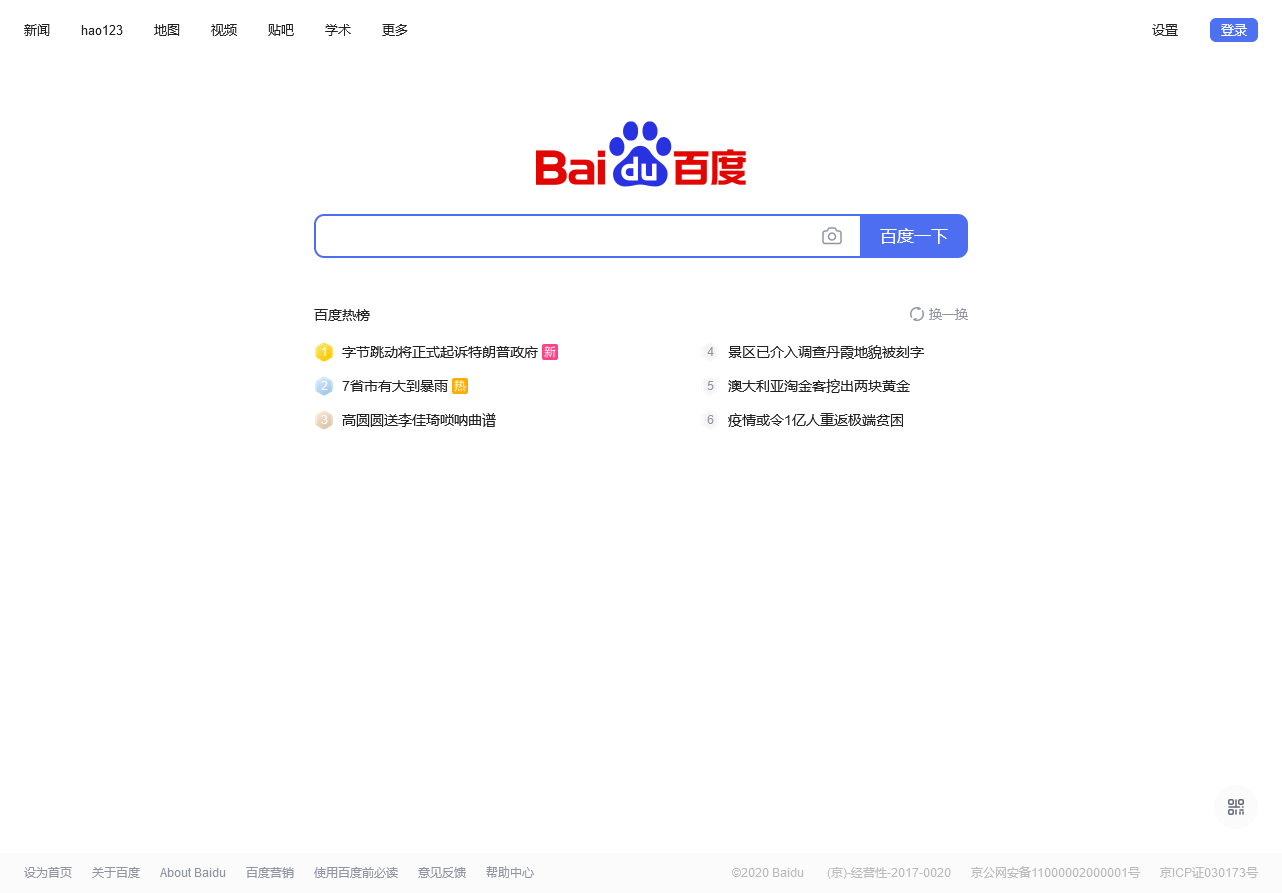 新闻 hao123 地图 视频 贴吧 学术 更多 设置 登录
Bai du 百度
百度一下
百度热榜 换一换
1 字节跳动将正式起诉特朗普政府 新
2 7省市有大到暴雨 热
3 高圆圆送李佳琦唢呐曲谱
4 景区已介入调查丹霞地貌被刻字
5 澳大利亚淘金客挖出两块黄金
6 疫情或令1亿人重返极端贫困
设为首页 关于百度 About Baidu 百度营销 使用百度前必读 意见反馈 帮助中心 ©2020 Baidu (京)-经营性-2017-0020 京公网安备11000002000001号 京ICP证030173号